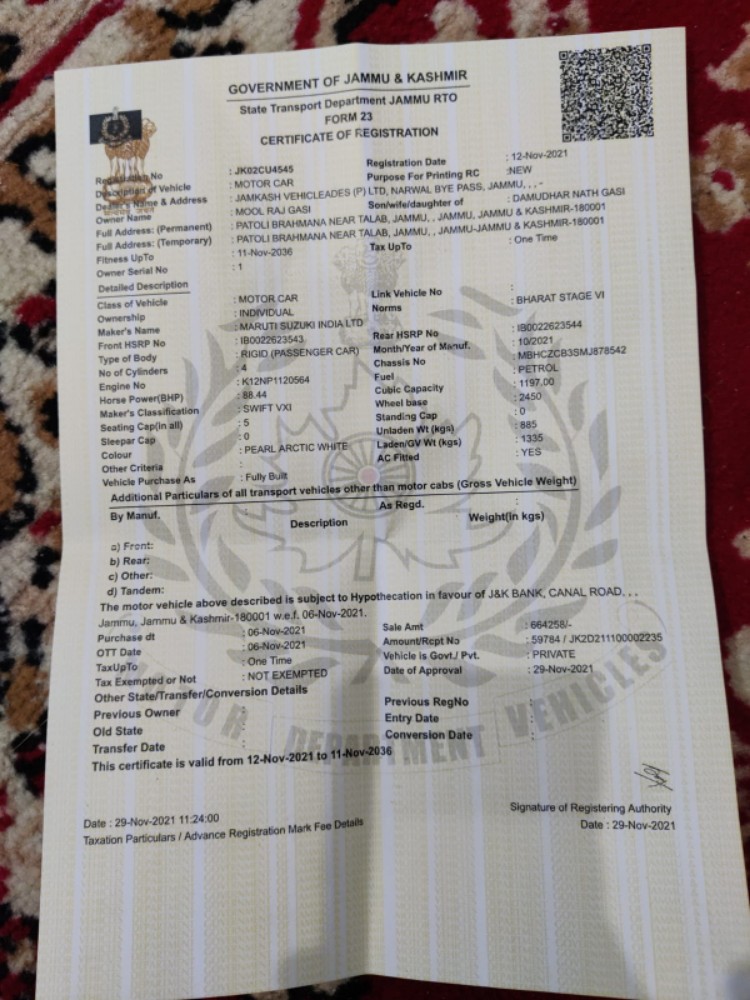 GOVERNMENT OF JAMMU & KASHMIR
State Transport Department JAMMU RTO
FORM 23
CERTIFICATE OF REGISTRATION
Registration No : JK02CU4545 Registration Date : 12-Nov-2021
Description of Vehicle : MOTOR CAR Purpose For Printing RC :NEW
Dealer's Name & Address : JAMKASH VEHICLEADES (P) LTD, NARWAL BYE PASS, JAMMU, , , -
Owner Name : MOOL RAJ GASI Son/wife/daughter of : DAMUDHAR NATH GASI
Full Address: (Permanent) : PATOLI BRAHMANA NEAR TALAB, JAMMU, , JAMMU, JAMMU & KASHMIR-180001
Full Address: (Temporary) : PATOLI BRAHMANA NEAR TALAB, JAMMU, , JAMMU-JAMMU & KASHMIR-180001
Fitness UpTo : 11-Nov-2036 Tax UpTo : One Time
Owner Serial No : 1
Detailed Description
Class of Vehicle : MOTOR CAR Link Vehicle No :
Ownership : INDIVIDUAL Norms : BHARAT STAGE VI
Maker's Name : MARUTI SUZUKI INDIA LTD
Front HSRP No : IB0022623543 Rear HSRP No : IB0022623544
Type of Body : RIGID (PASSENGER CAR) Month/Year of Manuf. : 10/2021
No of Cylinders : 4 Chassis No : MBHCZCB3SMJ878542
Engine No : K12NP1120564 Fuel : PETROL
Horse Power(BHP) : 88.44 Cubic Capacity : 1197.00
Maker's Classification : SWIFT VXI Wheel base : 2450
Seating Cap(in all) : 5 Standing Cap : 0
Sleepar Cap : 0 Unladen Wt (kgs) : 885
Colour : PEARL ARCTIC WHITE Laden/GV Wt (kgs) : 1335
Other Criteria : AC Fitted : YES
Vehicle Purchase As : Fully Built
Additional Particulars of all transport vehicles other than motor cabs (Gross Vehicle Weight)
By Manuf. : As Regd. :
Description Weight(in kgs)
a) Front:
b) Rear:
c) Other:
d) Tandem:
The motor vehicle above described is subject to Hypothecation in favour of J&K BANK, CANAL ROAD, , ,
Jammu, Jammu & Kashmir-180001 w.e.f. 06-Nov-2021.
Purchase dt : 06-Nov-2021 Sale Amt : 664258/-
OTT Date : 06-Nov-2021 Amount/Rcpt No : 59784 / JK2D211100002235
TaxUpTo : One Time Vehicle is Govt./ Pvt. : PRIVATE
Tax Exempted or Not : NOT EXEMPTED Date of Approval : 29-Nov-2021
Other State/Transfer/Conversion Details
Previous Owner : Previous RegNo :
Old State : Entry Date :
Transfer Date : Conversion Date :
This certificate is valid from 12-Nov-2021 to 11-Nov-2036
MOTOR DEPARTMENT VEHICLES
Signature of Registering Authority
Date : 29-Nov-2021 11:24:00 Date : 29-Nov-2021
Taxation Particulars / Advance Registration Mark Fee Details